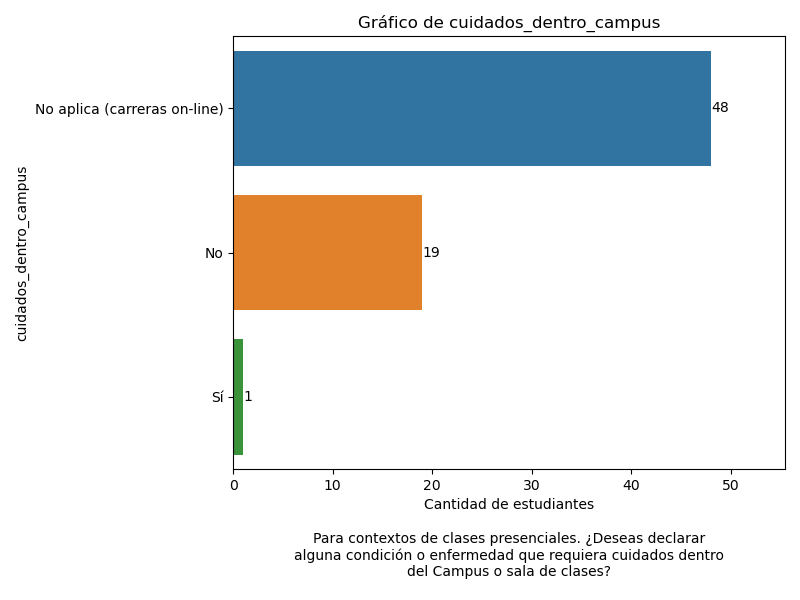 Gráfico de cuidados_dentro_campus
No aplica (carreras on-line)
48
No
19
Sí
1
cuidados_dentro_campus
0 10 20 30 40 50
Cantidad de estudiantes
Para contextos de clases presenciales. ¿Deseas declarar
alguna condición o enfermedad que requiera cuidados dentro
del Campus o sala de clases?